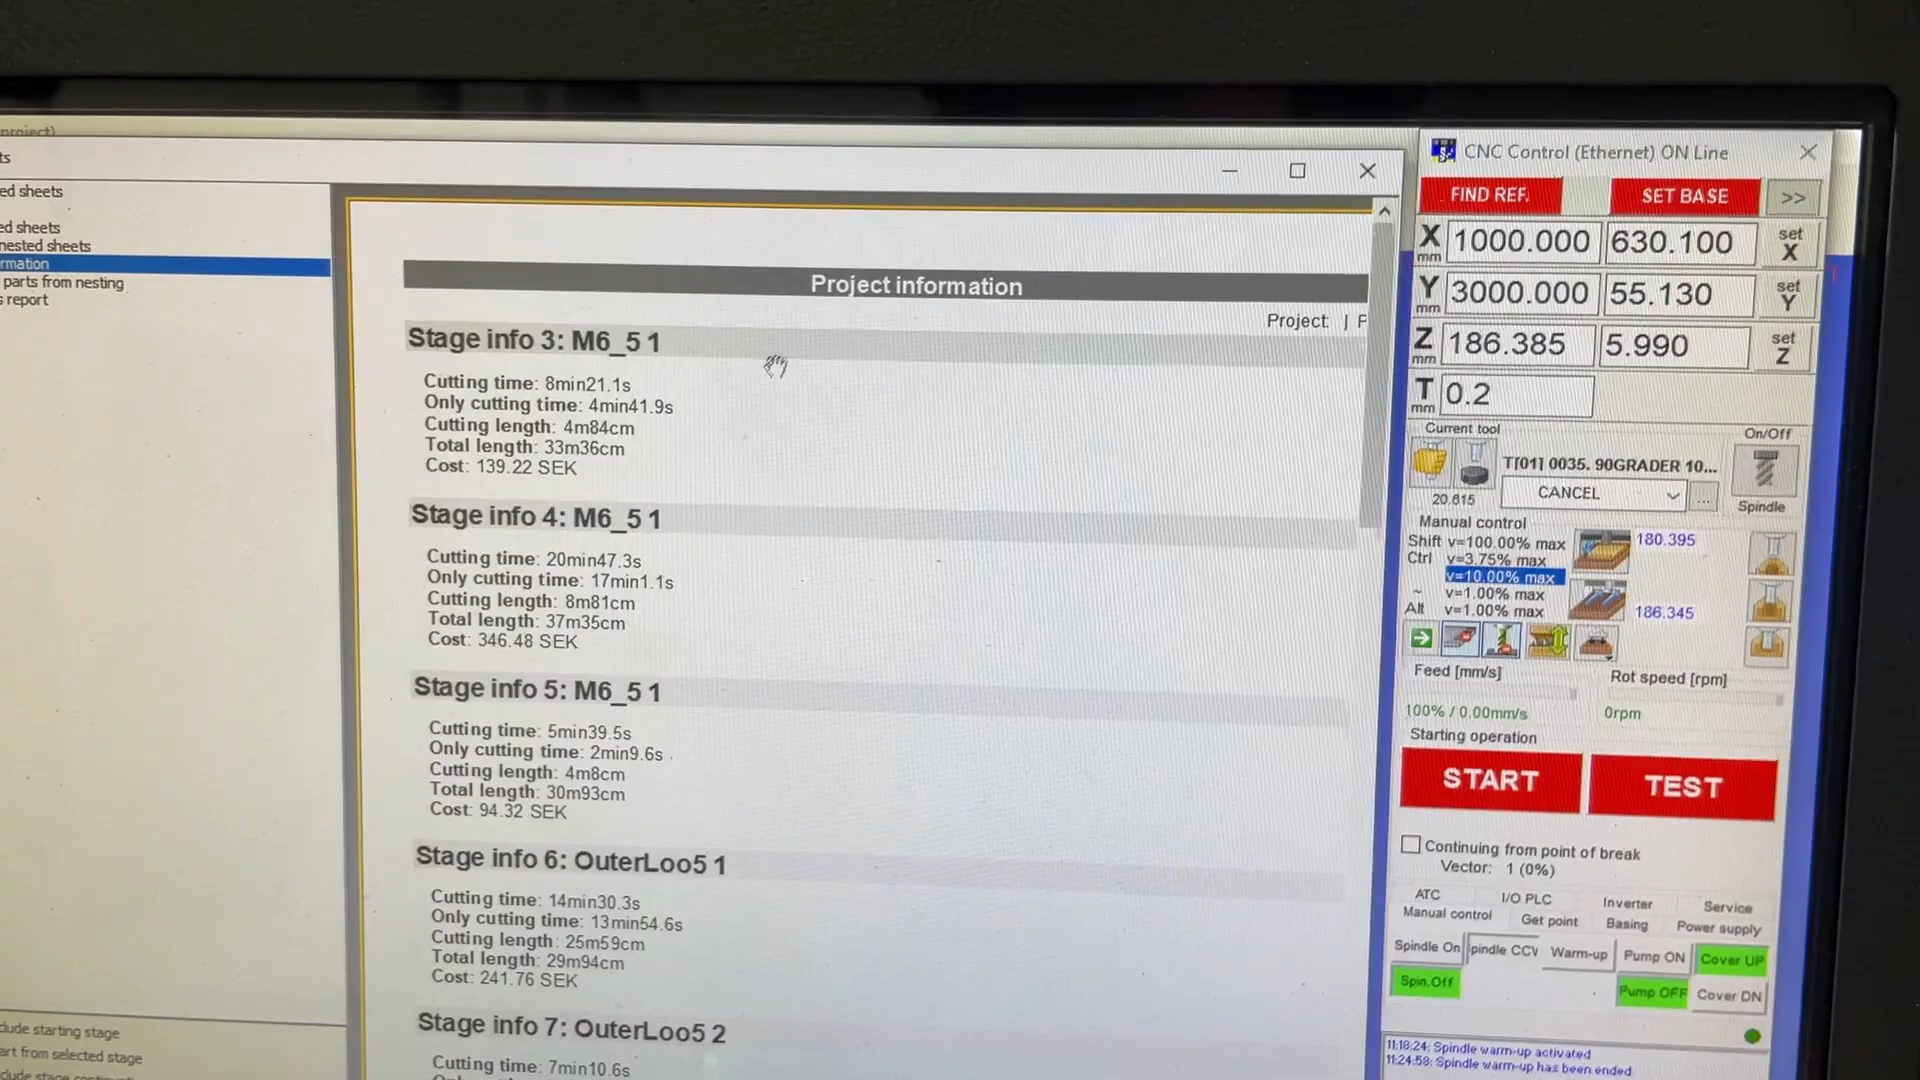 project)
ts
ed sheets
ed sheets
nested sheets
rmation
parts from nesting
s report
Project information
Project: | F
Stage info 3: M6_5 1
Cutting time: 8min21.1s
Only cutting time: 4min41.9s
Cutting length: 4m84cm
Total length: 33m36cm
Cost: 139.22 SEK
Stage info 4: M6_5 1
Cutting time: 20min47.3s
Only cutting time: 17min1.1s
Cutting length: 8m81cm
Total length: 37m35cm
Cost: 346.48 SEK
Stage info 5: M6_5 1
Cutting time: 5min39.5s
Only cutting time: 2min9.6s
Cutting length: 4m8cm
Total length: 30m93cm
Cost: 94.32 SEK
Stage info 6: OuterLoo5 1
Cutting time: 14min30.3s
Only cutting time: 13min54.6s
Cutting length: 25m59cm
Total length: 29m94cm
Cost: 241.76 SEK
Stage info 7: OuterLoo5 2
Cutting time: 7min10.6s
lude starting stage
art from selected stage
CNC Control (Ethernet) ON Line
FIND REF. SET BASE >>
X mm 1000.000 630.100 set X
Y mm 3000.000 55.130 set Y
Z mm 186.385 5.990 set Z
T mm 0.2
Current tool On/Off
T[01] 0035. 90GRADER 10...
CANCEL ...
20.615 Spindle
Manual control
Shift v=100.00% max 180.395
Ctrl v=3.75% max
v=10.00% max
~ v=1.00% max
Alt v=1.00% max 186.345
Feed [mm/s] Rot speed [rpm]
100% / 0.00mm/s 0rpm
Starting operation
START TEST
Continuing from point of break
Vector: 1 (0%)
ATC I/O PLC Inverter Service
Manual control Get point Basing Power supply
Spindle On pindle CCV Warm-up Pump ON Cover UP
Spin.Off Pump OFF Cover DN
11:18:24: Spindle warm-up activated
11:24:58: Spindle warm-up has been ended